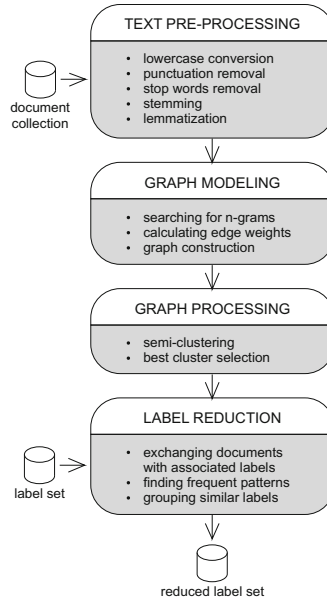 TEXT PRE-PROCESSING
• lowercase conversion
• punctuation removal
• stop words removal
• stemming
• lemmatization
document
collection
GRAPH MODELING
• searching for n-grams
• calculating edge weights
• graph construction
GRAPH PROCESSING
• semi-clustering
• best cluster selection
LABEL REDUCTION
• exchanging documents
with associated labels
• finding frequent patterns
• grouping similar labels
label set
reduced label set